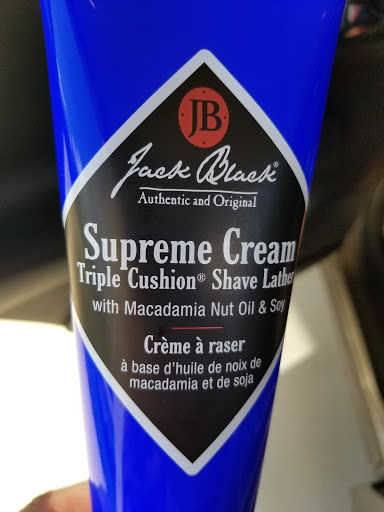 JB
Jack Black®
Authentic and Original
Supreme Cream
Triple Cushion® Shave Lather
with Macadamia Nut Oil & Soy
Crème à raser
à base d'huile de noix de
macadamia et de soja